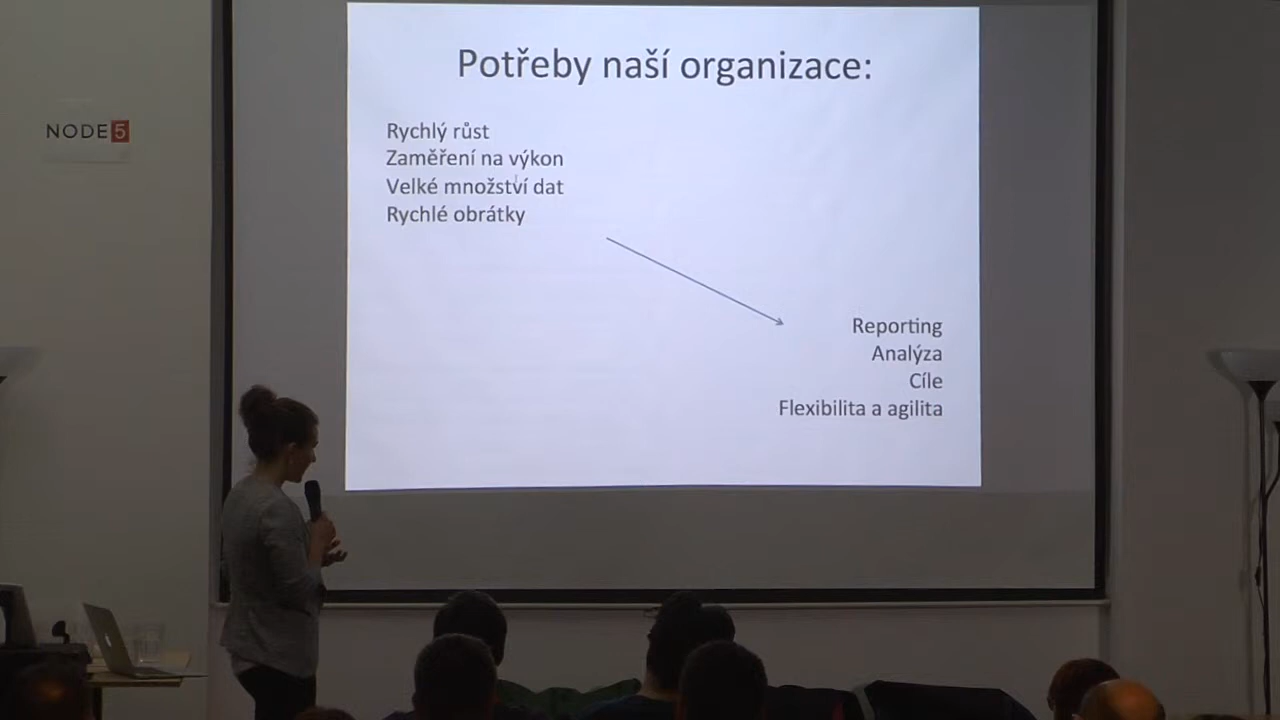 Potřeby naší organizace:
NODE5
Rychlý růst
Zaměření na výkon
Velké množství dat
Rychlé obrátky
Reporting
Analýza
Cíle
Flexibilita a agilita